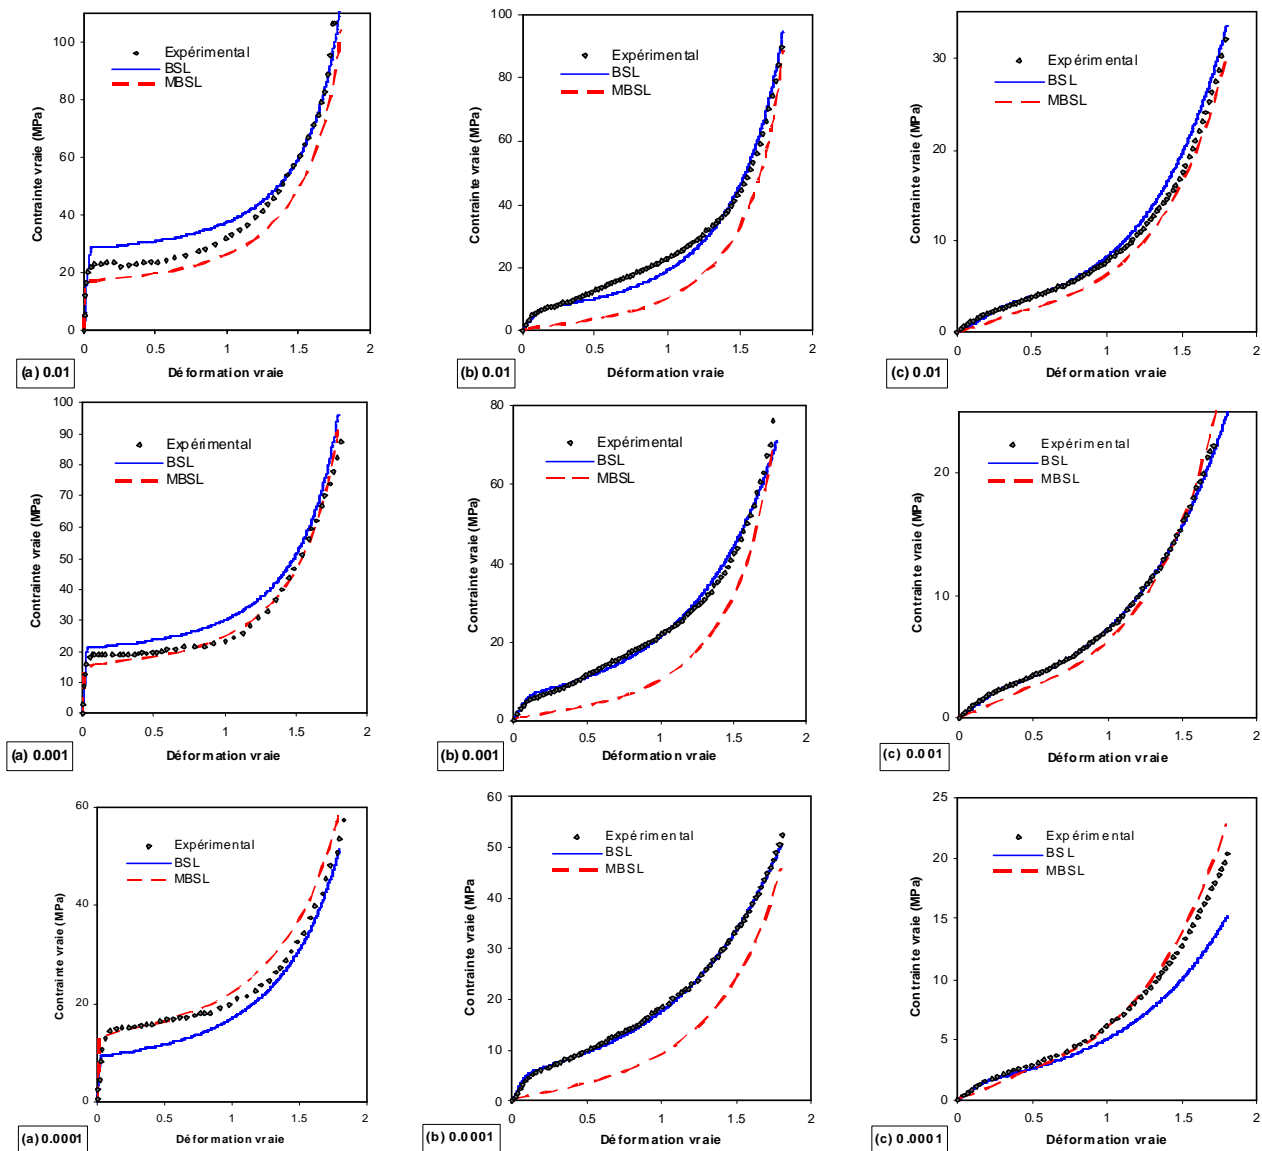 100
80
60
40
20
0
0
0.5
1
1.5
2
Contrainte vraie (MPa)
Expérimental
BSL
MBSL
(a) 0.01
Déformation vraie
100
80
60
40
20
0
0
0.5
1
1.5
2
Contrainte vraie (MPa)
Expérimental
BSL
MBSL
(b) 0.01
Déformation vraie
30
20
10
0
0
0.5
1
1.5
2
Contrainte vraie (MPa)
Expérimental
BSL
MBSL
(c) 0.01
Déformation vraie
100
90
80
70
60
50
40
30
20
10
0
0
0.5
1
1.5
2
Contrainte vraie (MPa)
Expérimental
BSL
MBSL
(a) 0.001
Déformation vraie
80
60
40
20
0
0
0.5
1
1.5
2
Contrainte vraie (MPa)
Expérimental
BSL
MBSL
(b) 0.001
Déformation vraie
20
10
0
0
0.5
1
1.5
2
Contrainte vraie (MPa)
Expérimental
BSL
MBSL
(c) 0.001
Déformation vraie
60
40
20
0
0
0.5
1
1.5
2
Contrainte vraie (MPa)
Expérimental
BSL
MBSL
(a) 0.0001
Déformation vraie
60
50
40
30
20
10
0
0
0.5
1
1.5
2
Contrainte vraie (MPa
Expérimental
BSL
MBSL
(b) 0.0001
Déformation vraie
25
20
15
10
5
0
0
0.5
1
1.5
2
Contrainte vraie (MPa)
Expérimental
BSL
MBSL
(c) 0.0001
Déformation vraie